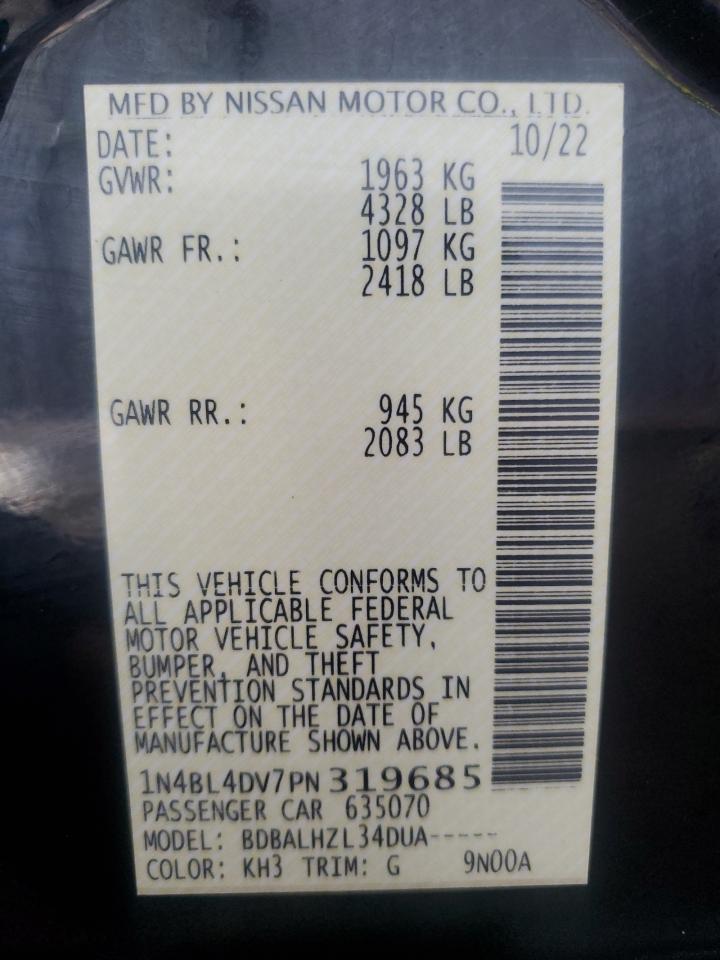 MFD BY NISSAN MOTOR CO., LTD.
DATE: 10/22
GVWR: 1963 KG
4328 LB
GAWR FR.: 1097 KG
2418 LB
GAWR RR.: 945 KG
2083 LB
THIS VEHICLE CONFORMS TO
ALL APPLICABLE FEDERAL
MOTOR VEHICLE SAFETY,
BUMPER, AND THEFT
PREVENTION STANDARDS IN
EFFECT ON THE DATE OF
MANUFACTURE SHOWN ABOVE.
1N4BL4DV7PN319685
PASSENGER CAR 635070
MODEL: BDBALHZL34DUA-----
COLOR: KH3 TRIM: G 9N00A